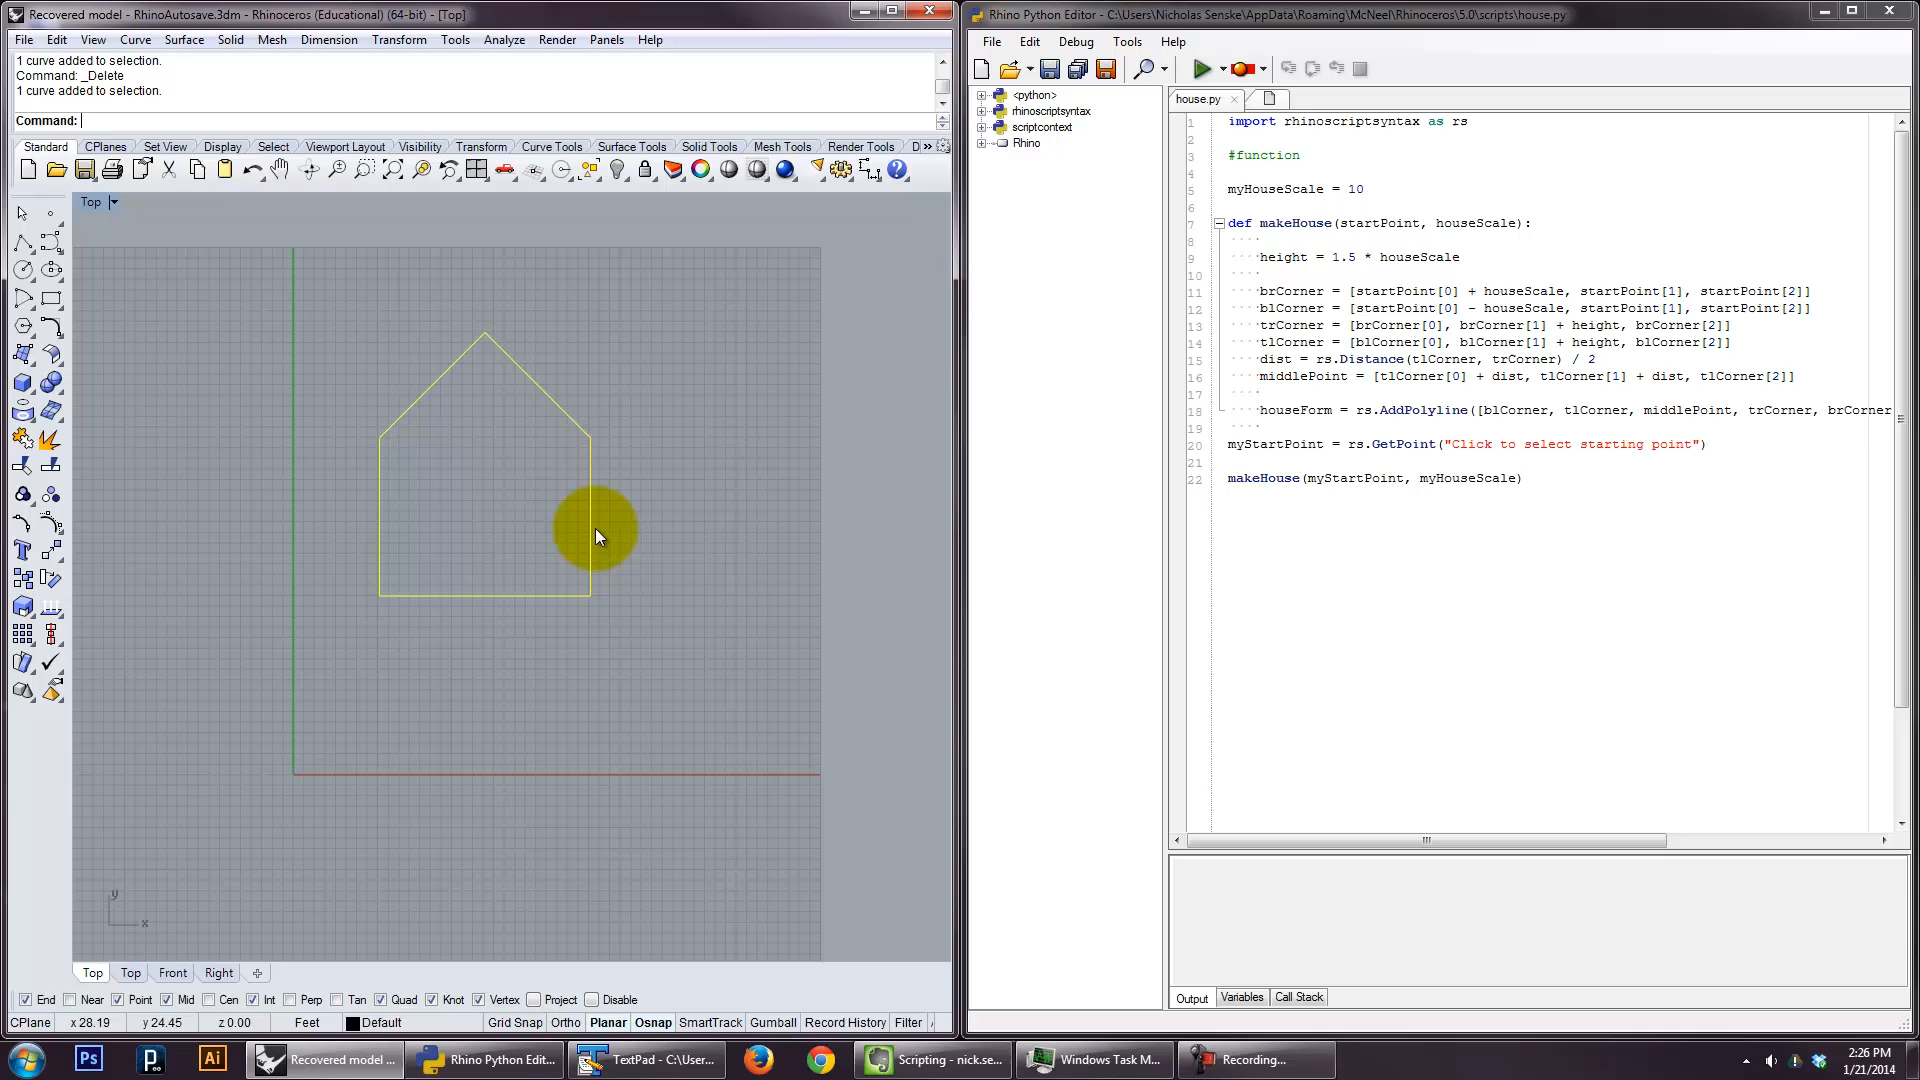 Recovered model - RhinoAutosave.3dm - Rhinoceros (Educational) (64-bit) - [Top]
File Edit View Curve Surface Solid Mesh Dimension Transform Tools Analyze Render Panels Help
1 curve added to selection.
Command: _Delete
1 curve added to selection.
Command:
Standard CPlanes Set View Display Select Viewport Layout Visibility Transform Curve Tools Surface Tools Solid Tools Mesh Tools Render Tools D »
Top
y
x
Top Top Front Right
End Near Point Mid Cen Int Perp Tan Quad Knot Vertex Project Disable
CPlane x 28.19 y 24.45 z 0.00 Feet Default Grid Snap Ortho Planar Osnap SmartTrack Gumball Record History Filter
Rhino Python Editor - C:\Users\Nicholas Senske\AppData\Roaming\McNeel\Rhinoceros\5.0\scripts\house.py
File Edit Debug Tools Help
<python>
rhinoscriptsyntax
scriptcontext
Rhino
house.py
1 import rhinoscriptsyntax as rs
2
3 #function
4
5 myHouseScale = 10
6
7 def makeHouse(startPoint, houseScale):
8
9 height = 1.5 * houseScale
10
11 brCorner = [startPoint[0] + houseScale, startPoint[1], startPoint[2]]
12 blCorner = [startPoint[0] - houseScale, startPoint[1], startPoint[2]]
13 trCorner = [brCorner[0], brCorner[1] + height, brCorner[2]]
14 tlCorner = [blCorner[0], blCorner[1] + height, blCorner[2]]
15 dist = rs.Distance(tlCorner, trCorner) / 2
16 middlePoint = [tlCorner[0] + dist, tlCorner[1] + dist, tlCorner[2]]
17
18 houseForm = rs.AddPolyline([blCorner, tlCorner, middlePoint, trCorner, brCorner
19
20 myStartPoint = rs.GetPoint("Click to select starting point")
21
22 makeHouse(myStartPoint, myHouseScale)
Output Variables Call Stack
Ps p Ai Recovered model ... Rhino Python Edit... TextPad - C:\User... Scripting - nick.se... Windows Task M... Recording...
2:26 PM
1/21/2014